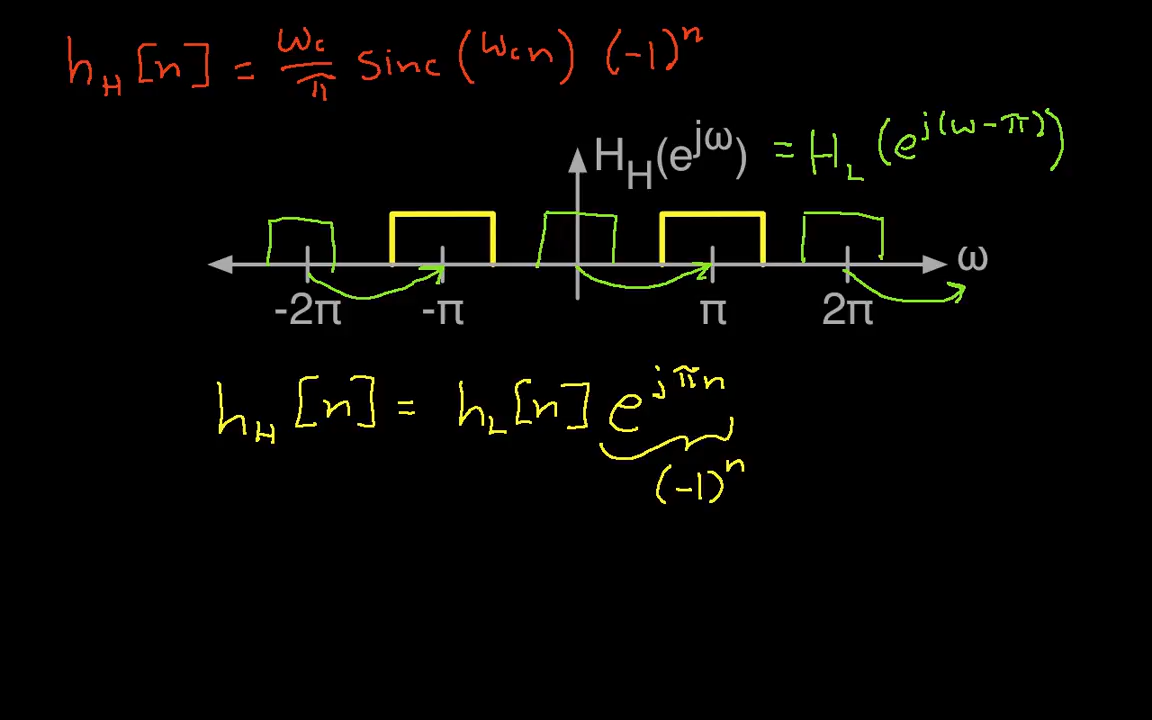 h_H [n] = ω_c/π sinc (ω_c n) (-1)^n
H_H(e^{jω}) = H_L (e^{j(ω-π)})
ω
-2π -π π 2π
h_H [n] = h_L [n] e^{jπn}
(-1)^n